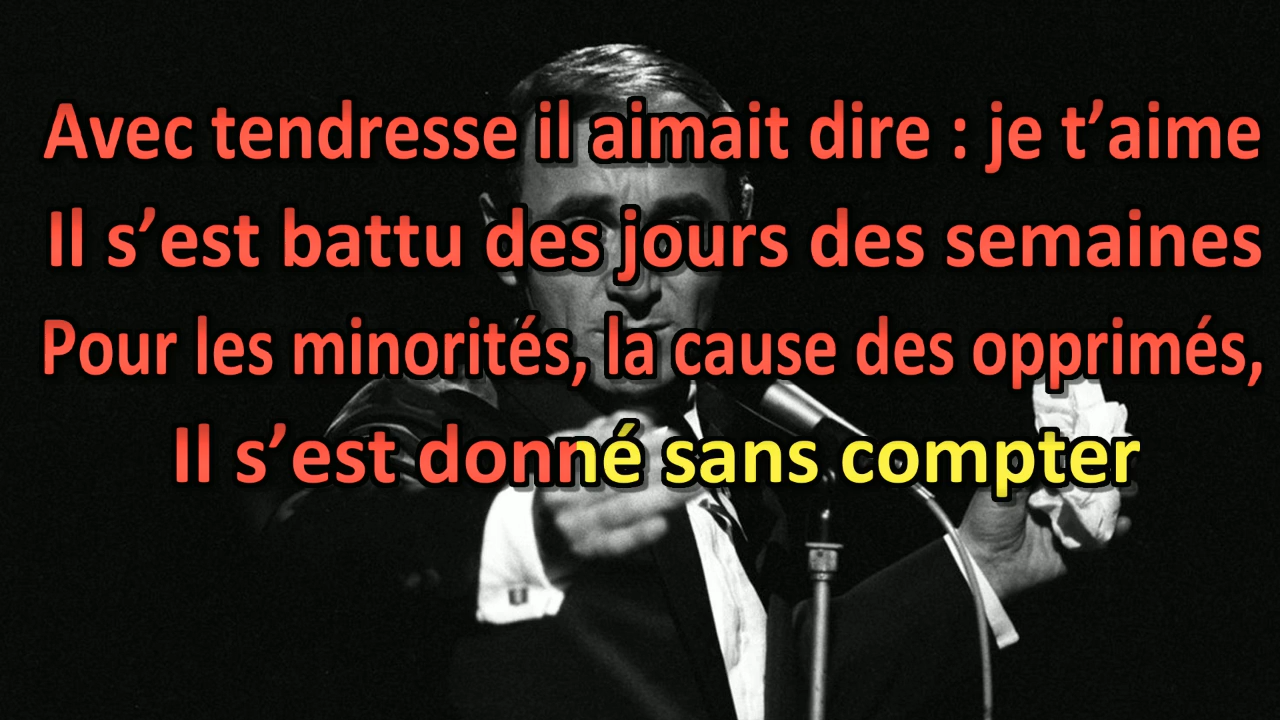 Avec tendresse il aimait dire : je t’aime
Il s’est battu des jours des semaines
Pour les minorités, la cause des opprimés,
Il s’est donné sans compter